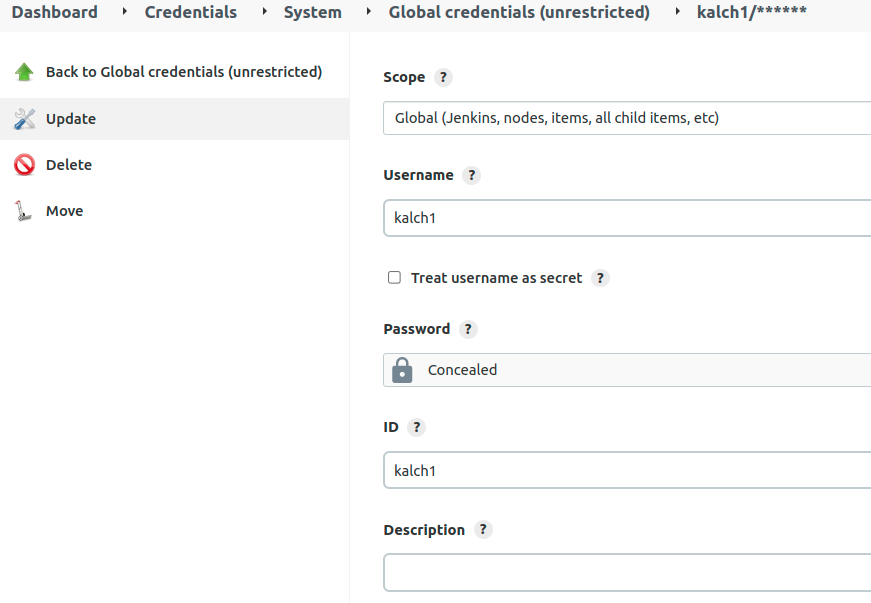 Dashboard Credentials System Global credentials (unrestricted) kalch1/******
Back to Global credentials (unrestricted)
Update
Delete
Move
Scope ?
Global (Jenkins, nodes, items, all child items, etc)
Username ?
kalch1
Treat username as secret ?
Password ?
Concealed
ID ?
kalch1
Description ?